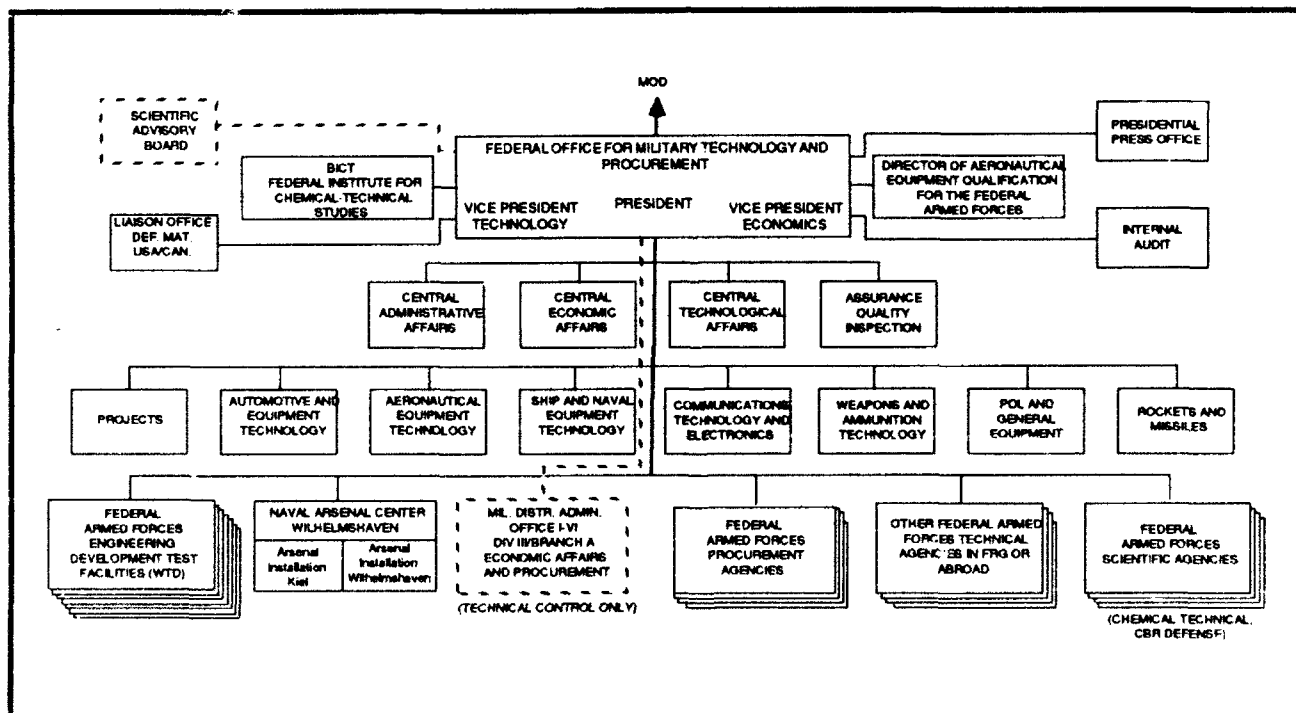 MOD
SCIENTIFIC
ADVISORY
BOARD
FEDERAL OFFICE FOR MILITARY TECHNOLOGY AND
PROCUREMENT
PRESIDENT
VICE PRESIDENT
TECHNOLOGY
VICE PRESIDENT
ECONOMICS
PRESIDENTIAL
PRESS OFFICE
BICT
FEDERAL INSTITUTE FOR
CHEMICAL-TECHNICAL
STUDIES
DIRECTOR OF AERONAUTICAL
EQUIPMENT QUALIFICATION
FOR THE FEDERAL
ARMED FORCES
LIAISON OFFICE
DEF. MAT.
USA/CAN.
INTERNAL
AUDIT
CENTRAL
ADMINISTRATIVE
AFFAIRS
CENTRAL
ECONOMIC
AFFAIRS
CENTRAL
TECHNOLOGICAL
AFFAIRS
ASSURANCE
QUALITY
INSPECTION
PROJECTS
AUTOMOTIVE AND
EQUIPMENT
TECHNOLOGY
AERONAUTICAL
EQUIPMENT
TECHNOLOGY
SHIP AND NAVAL
EQUIPMENT
TECHNOLOGY
COMMUNICATIONS
TECHNOLOGY AND
ELECTRONICS
WEAPONS AND
AMMUNITION
TECHNOLOGY
POL AND
GENERAL
EQUIPMENT
ROCKETS AND
MISSILES
FEDERAL
ARMED FORCES
ENGINEERING
DEVELOPMENT TEST
FACILITIES (WTD)
NAVAL ARSENAL CENTER
WILHELMSHAVEN
Arsenal
Installation
Kiel
Arsenal
Installation
Wilhelmshaven
MIL. DISTR. ADMIN.
OFFICE I-VI
DIV III/BRANCH A
ECONOMIC AFFAIRS
AND PROCUREMENT
(TECHNICAL CONTROL ONLY)
FEDERAL
ARMED FORCES
PROCUREMENT
AGENCIES
OTHER FEDERAL ARMED
FORCES TECHNICAL
AGENCIES IN FRG OR
ABROAD
FEDERAL
ARMED FORCES
SCIENTIFIC AGENCIES
(CHEMICAL TECHNICAL,
CBR DEFENSE)